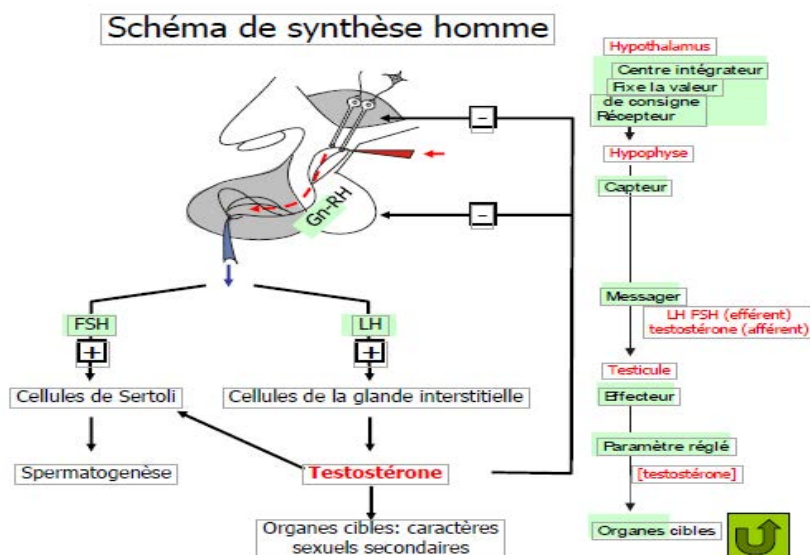 Schéma de synthèse homme
Gn-RH
-
-
FSH
LH
+
+
Cellules de Sertoli
Cellules de la glande interstitielle
Spermatogenèse
Testostérone
Organes cibles: caractères
sexuels secondaires
Hypothalamus
Centre intégrateur
Fixe la valeur
de consigne
Récepteur
Hypophyse
Capteur
Messager
LH FSH (efférent)
testostérone (afférent)
Testicule
Effecteur
Paramètre réglé
[testostérone]
Organes cibles